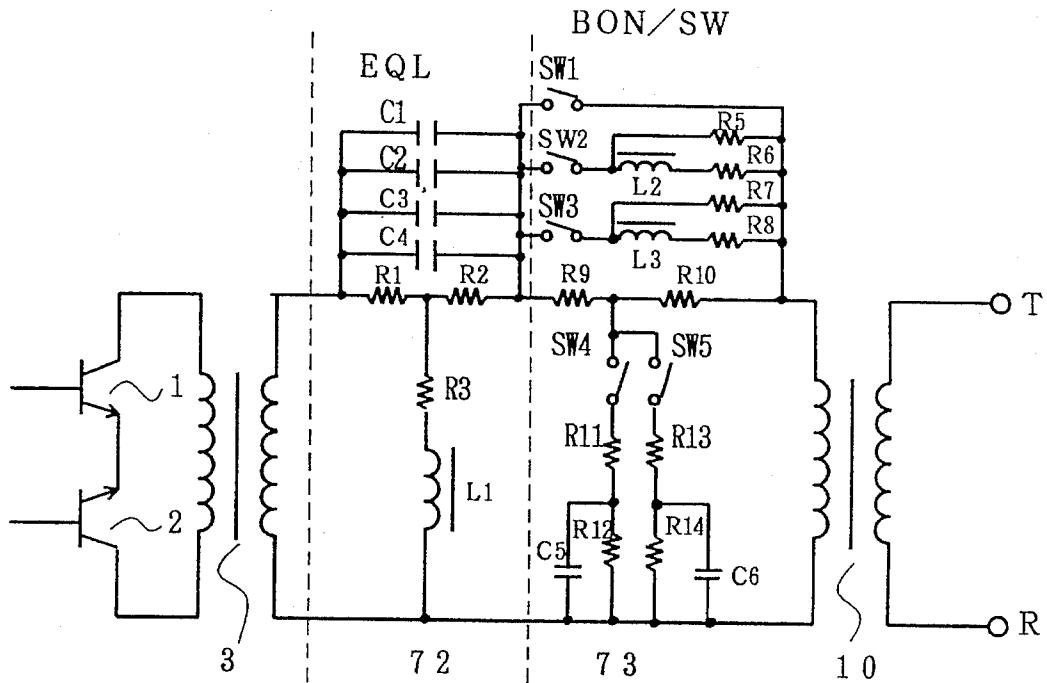 BON/SW
EQL
SW1
C1
R5
SW2
C2
R6
L2
R7
C3
SW3
R8
C4
L3
R1
R2
R9
R10
T
SW4
SW5
1
R3
R11
R13
L1
2
R12
R14
C5
C6
R
3
72
73
10